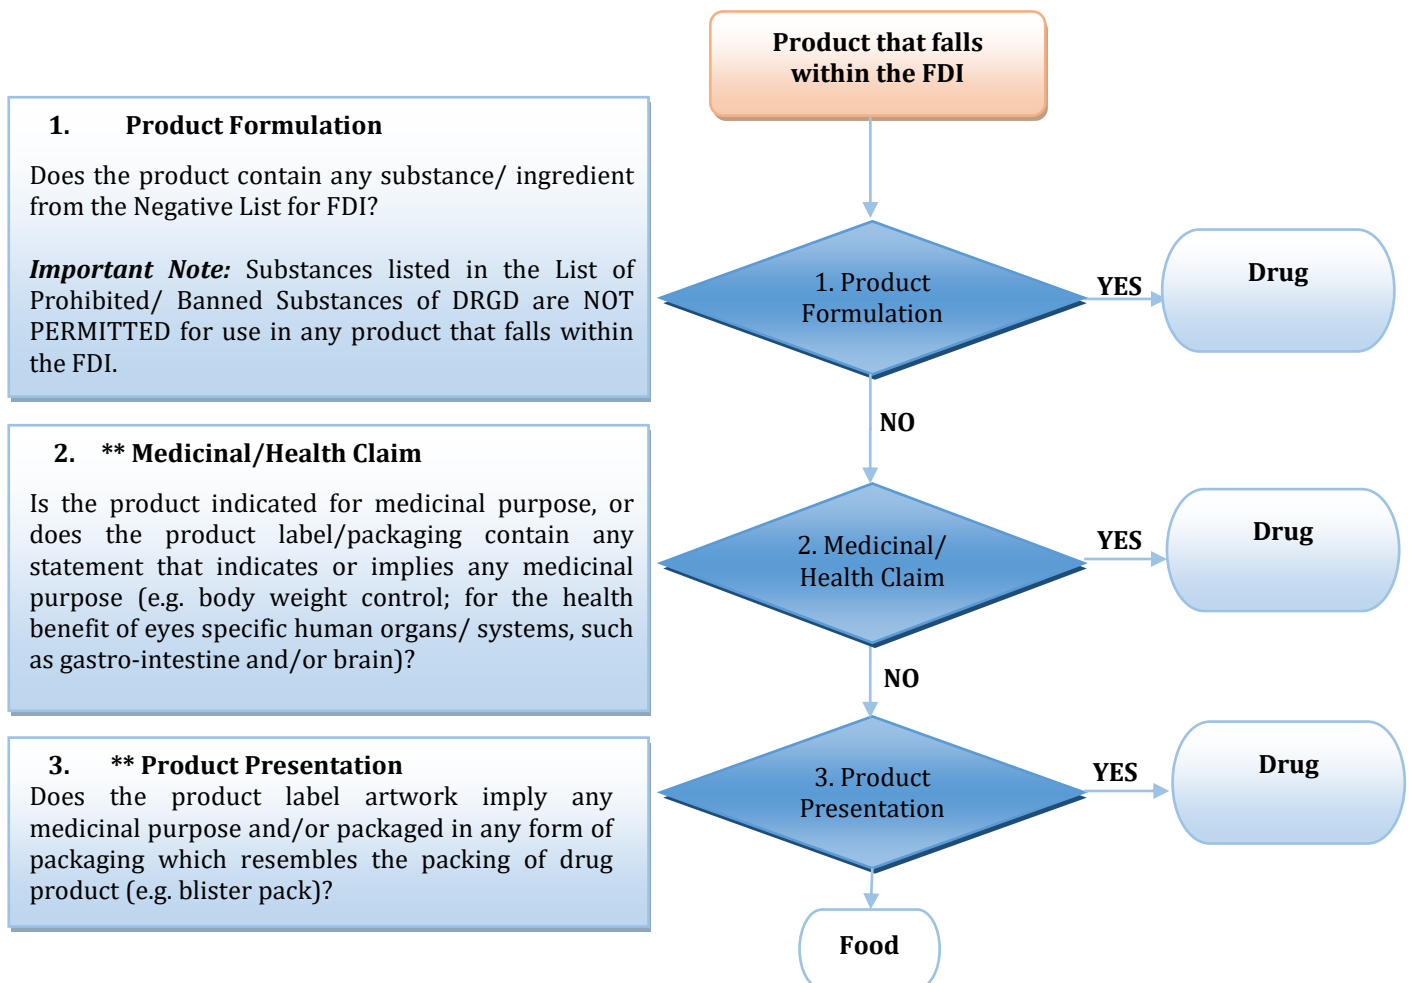 Product that falls
within the FDI
1. Product Formulation
Does the product contain any substance/ ingredient
from the Negative List for FDI?
Important Note: Substances listed in the List of
Prohibited/ Banned Substances of DRGD are NOT
PERMITTED for use in any product that falls within
the FDI.
1. Product
Formulation
YES
Drug
NO
2. ** Medicinal/Health Claim
Is the product indicated for medicinal purpose, or
does the product label/packaging contain any
statement that indicates or implies any medicinal
purpose (e.g. body weight control; for the health
benefit of eyes specific human organs/ systems, such
as gastro-intestine and/or brain)?
2. Medicinal/
Health Claim
YES
Drug
NO
3. ** Product Presentation
Does the product label artwork imply any
medicinal purpose and/or packaged in any form of
packaging which resembles the packing of drug
product (e.g. blister pack)?
3. Product
Presentation
YES
Drug
Food